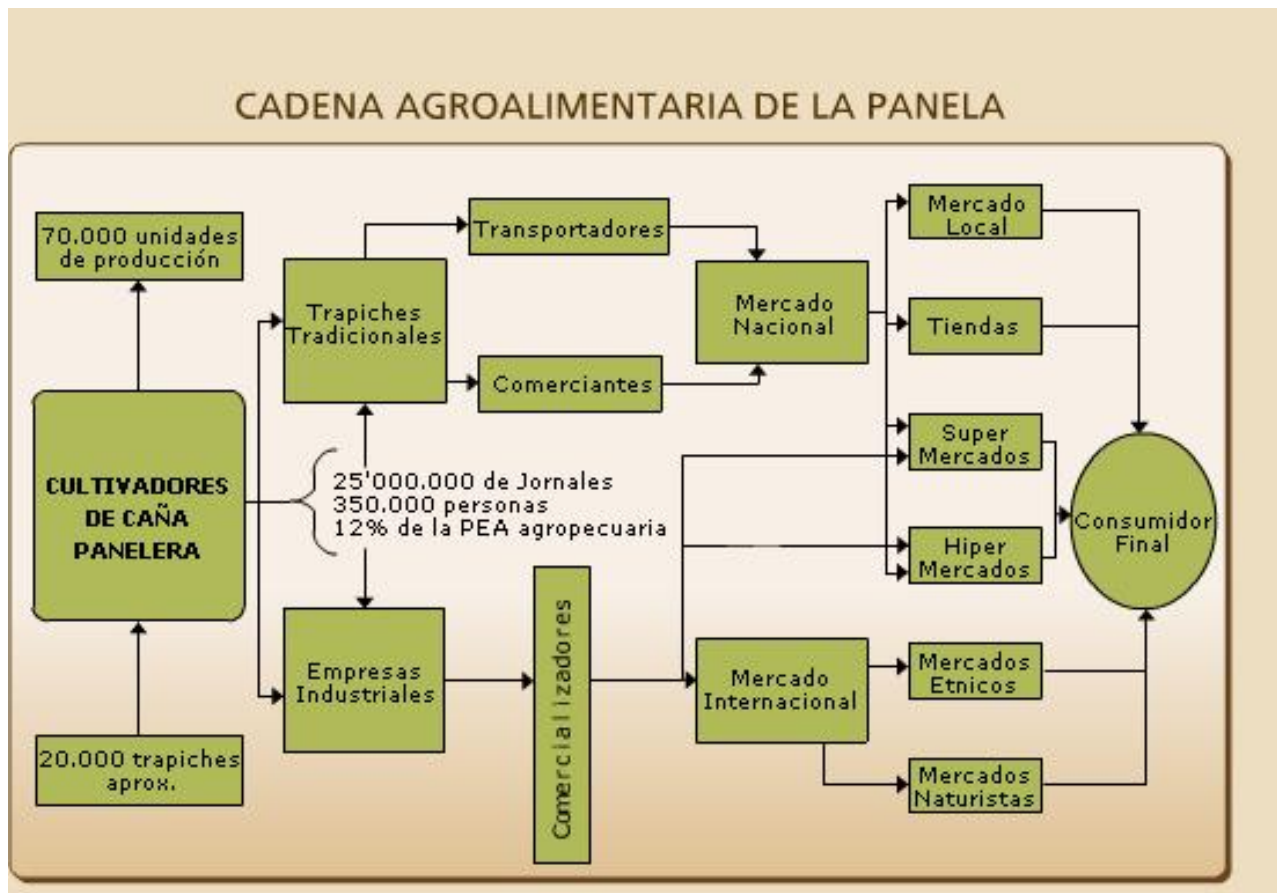 CADENA AGROALIMENTARIA DE LA PANELA
70.000 unidades
de producción
CULTIVADORES
DE CAÑA
PANELERA
20.000 trapiches
aprox.
Trapiches
Tradicionales
25'000.000 de Jornales
350.000 personas
12% de la PEA agropecuaria
Empresas
Industriales
Transportadores
Comerciantes
Comercializadores
Mercado
Nacional
Mercado
Internacional
Mercado
Local
Tiendas
Super
Mercados
Hiper
Mercados
Mercados
Etnicos
Mercados
Naturistas
Consumidor
Final